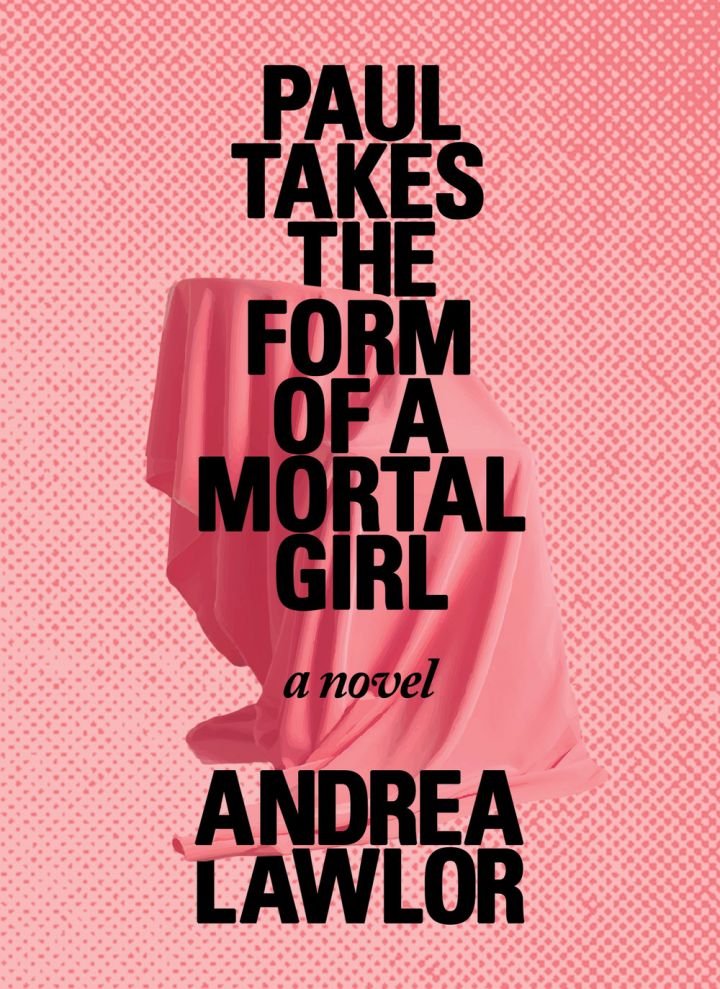 PAUL
TAKES
THE
FORM
OF A
MORTAL
GIRL
a novel
ANDREA
LAWLOR